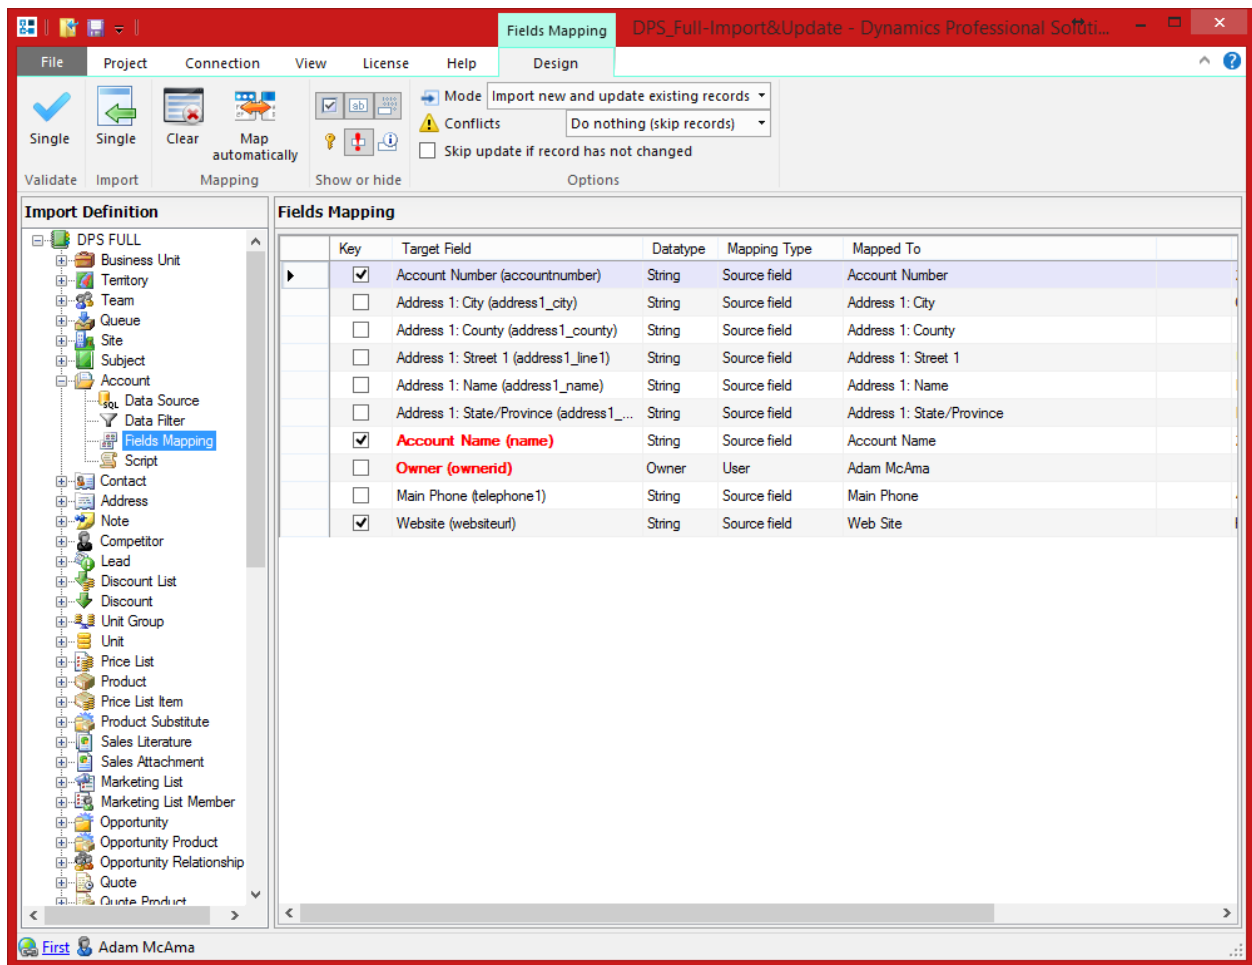 Fields Mapping DPS_Full-Import&Update - Dynamics Professional Soluti...
File Project Connection View License Help Design
Mode Import new and update existing records
Conflicts Do nothing (skip records)
Skip update if record has not changed
Single Single Clear Map automatically
Validate Import Mapping Show or hide Options
Import Definition
DPS FULL
Business Unit
Territory
Team
Queue
Site
Subject
Account
SQL Data Source
Data Filter
Fields Mapping
Script
Contact
Address
Note
Competitor
Lead
Discount List
Discount
Unit Group
Unit
Price List
Product
Price List Item
Product Substitute
Sales Literature
Sales Attachment
Marketing List
Marketing List Member
Opportunity
Opportunity Product
Opportunity Relationship
Quote
Quote Product
Fields Mapping
Key Target Field Datatype Mapping Type Mapped To
Account Number (accountnumber) String Source field Account Number
Address 1: City (address1_city) String Source field Address 1: City
Address 1: County (address1_county) String Source field Address 1: County
Address 1: Street 1 (address1_line1) String Source field Address 1: Street 1
Address 1: Name (address1_name) String Source field Address 1: Name
Address 1: State/Province (address1_... String Source field Address 1: State/Province
Account Name (name) String Source field Account Name
Owner (ownerid) Owner User Adam McAma
Main Phone (telephone1) String Source field Main Phone
Website (websiteurl) String Source field Web Site
First Adam McAma